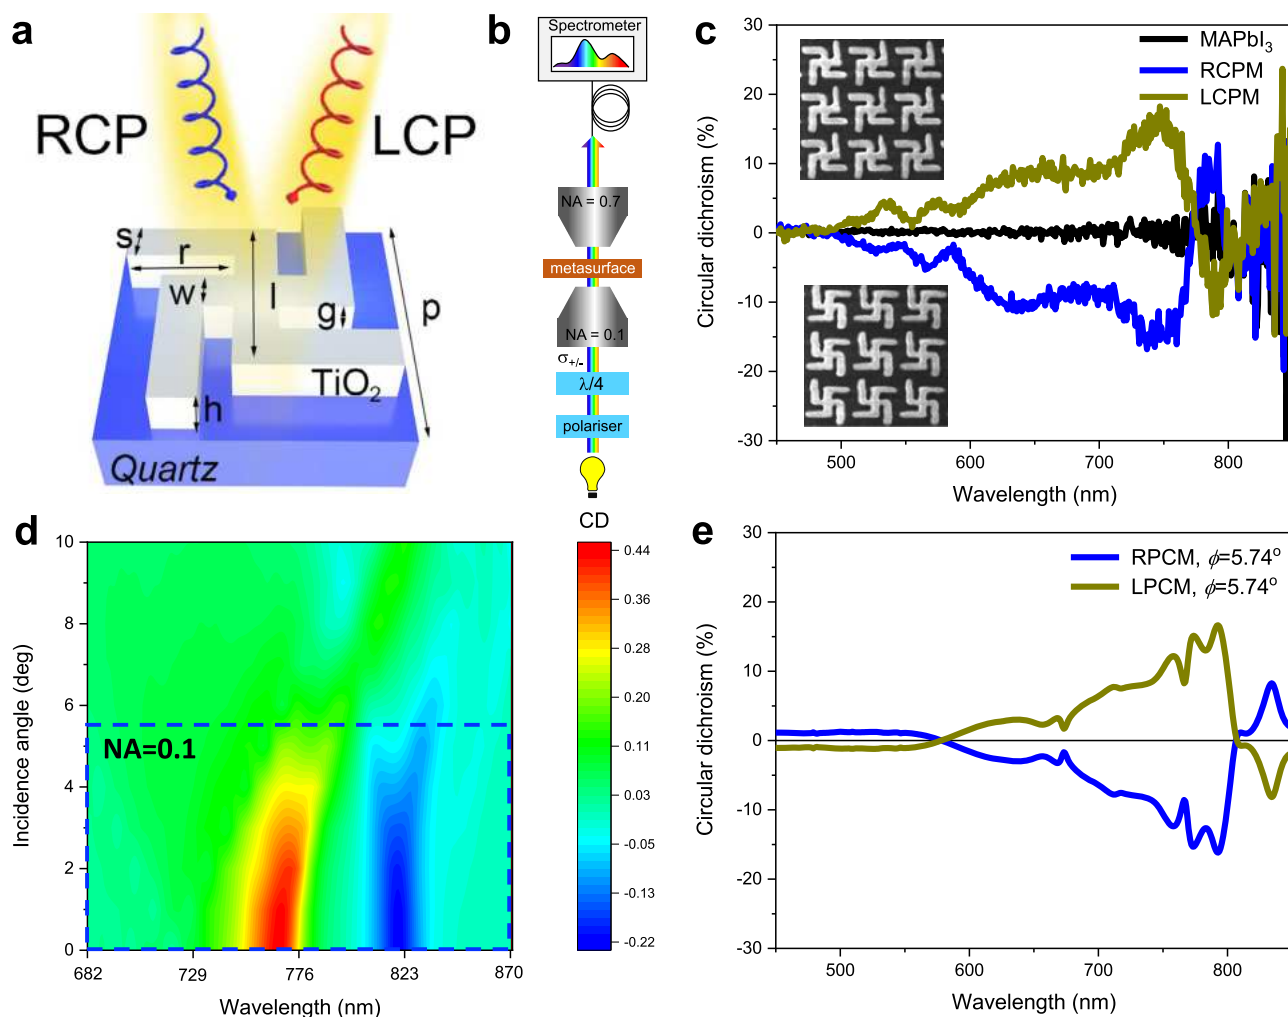 a
RCP
LCP
s
r
w
l
g
p
h
TiO2
Quartz
b
Spectrometer
NA = 0.7
metasurface
NA = 0.1
σ+/-
λ/4
polariser
c
MAPbI3
RCPM
LCPM
Circular dichroism (%)
30
20
10
0
-10
-20
-30
500
600
700
800
Wavelength (nm)
d
NA=0.1
Incidence angle (deg)
10
8
6
4
2
0
682
729
776
823
870
Wavelength (nm)
CD
0.44
0.36
0.28
0.20
0.11
0.03
-0.05
-0.13
-0.22
e
RPCM, ϕ=5.74°
LPCM, ϕ=5.74°
Circular dichroism (%)
30
20
10
0
-10
-20
-30
500
600
700
800
Wavelength (nm)